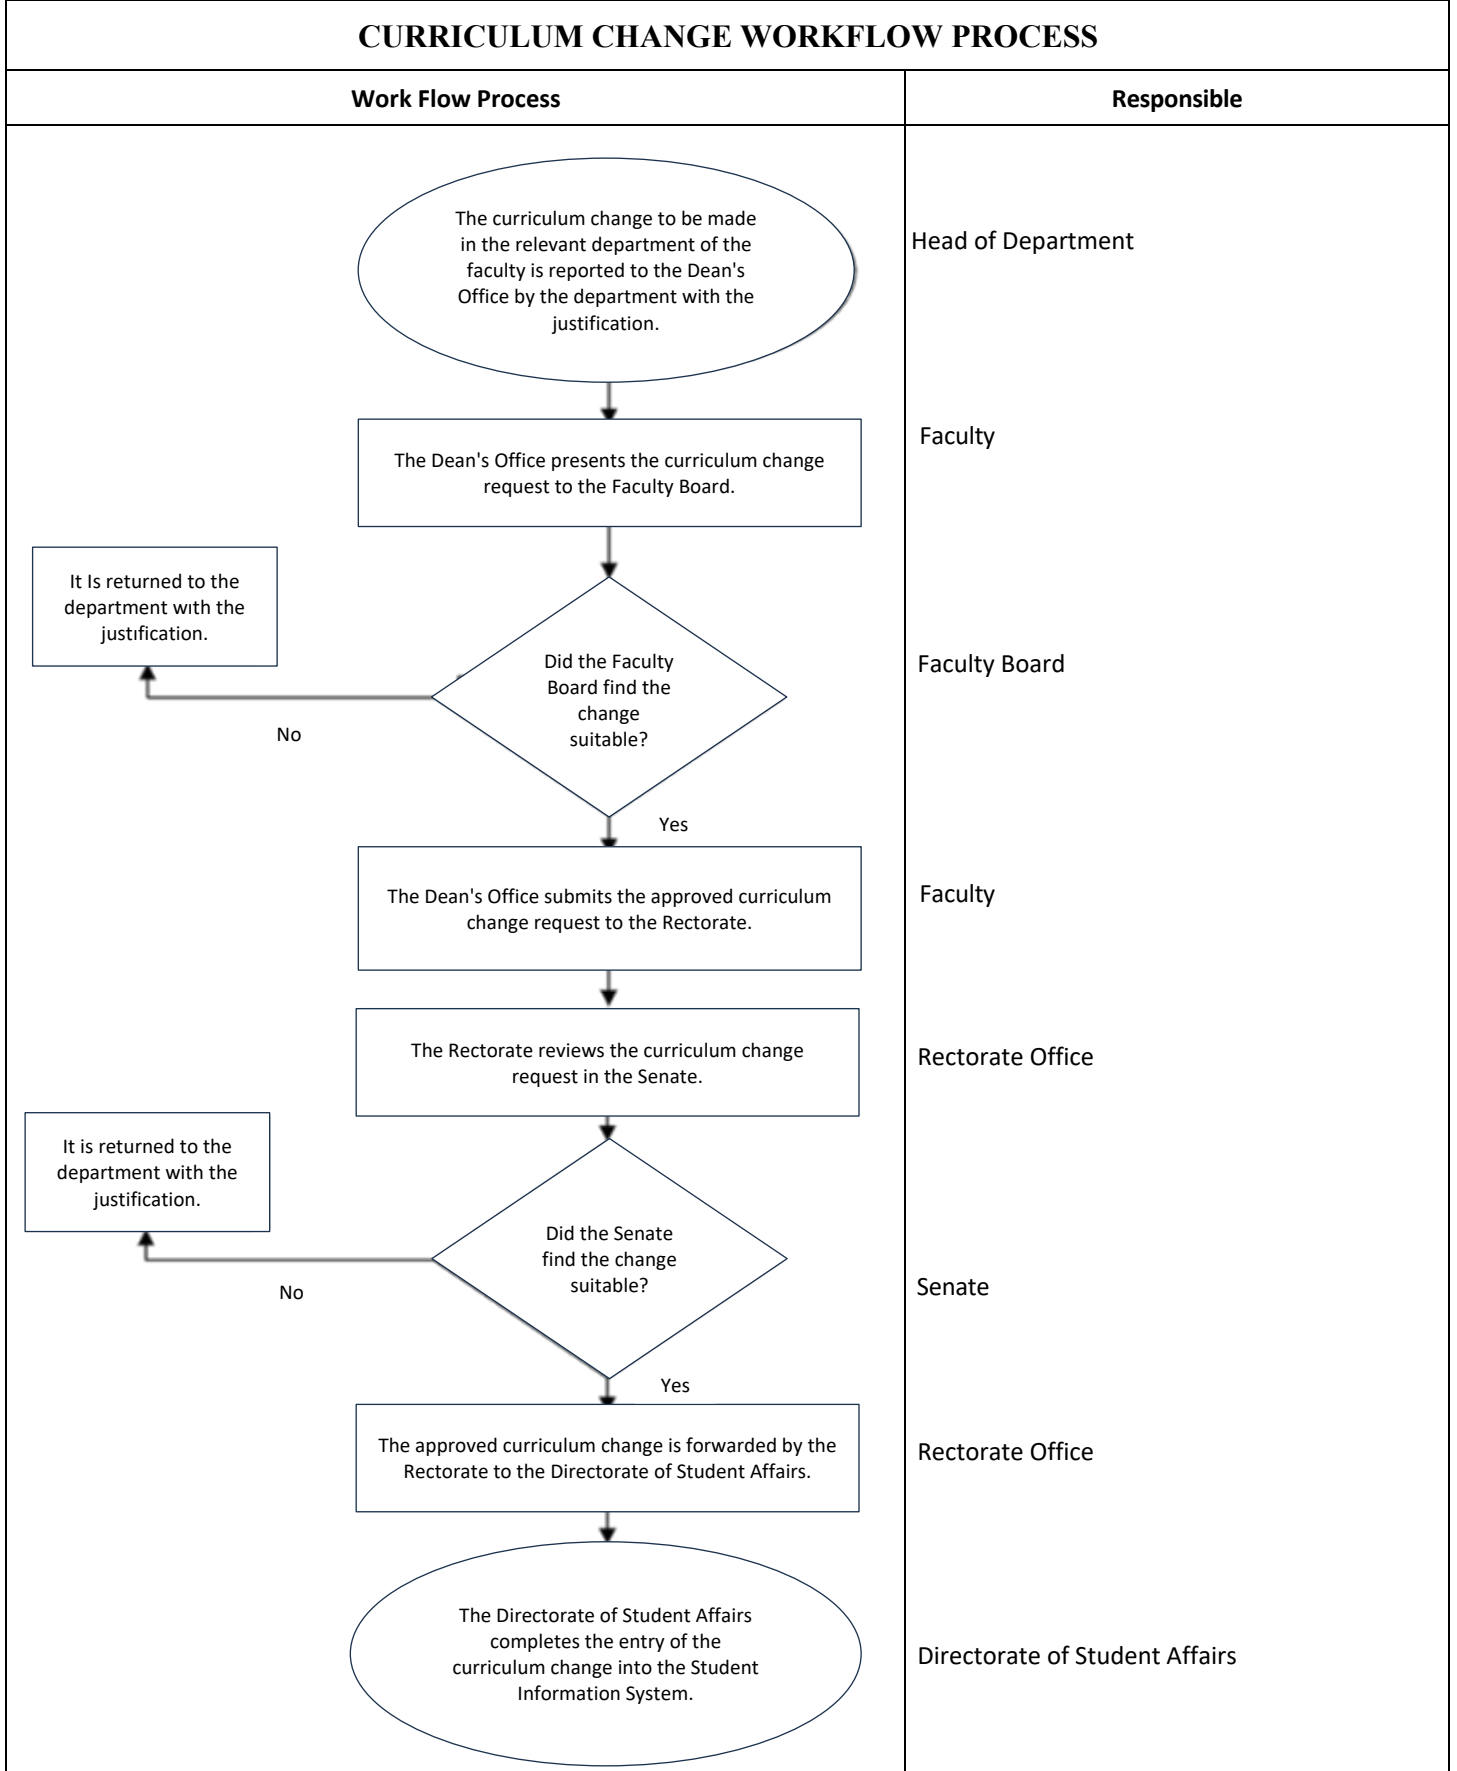 CURRICULUM CHANGE WORKFLOW PROCESS
Work Flow Process
Responsible
The curriculum change to be made
in the relevant department of the
faculty is reported to the Dean's
Office by the department with the
justification.
Head of Department
The Dean's Office presents the curriculum change
request to the Faculty Board.
Faculty
It Is returned to the
department wıth the
justıfication.
Did the Faculty
Board find the
change
suitable?
Faculty Board
No
Yes
The Dean's Office submits the approved curriculum
change request to the Rectorate.
Faculty
The Rectorate reviews the curriculum change
request in the Senate.
Rectorate Office
It is returned to the
department with the
justification.
Did the Senate
find the change
suitable?
Senate
No
Yes
The approved curriculum change is forwarded by the
Rectorate to the Directorate of Student Affairs.
Rectorate Office
The Directorate of Student Affairs
completes the entry of the
curriculum change into the Student
Information System.
Directorate of Student Affairs